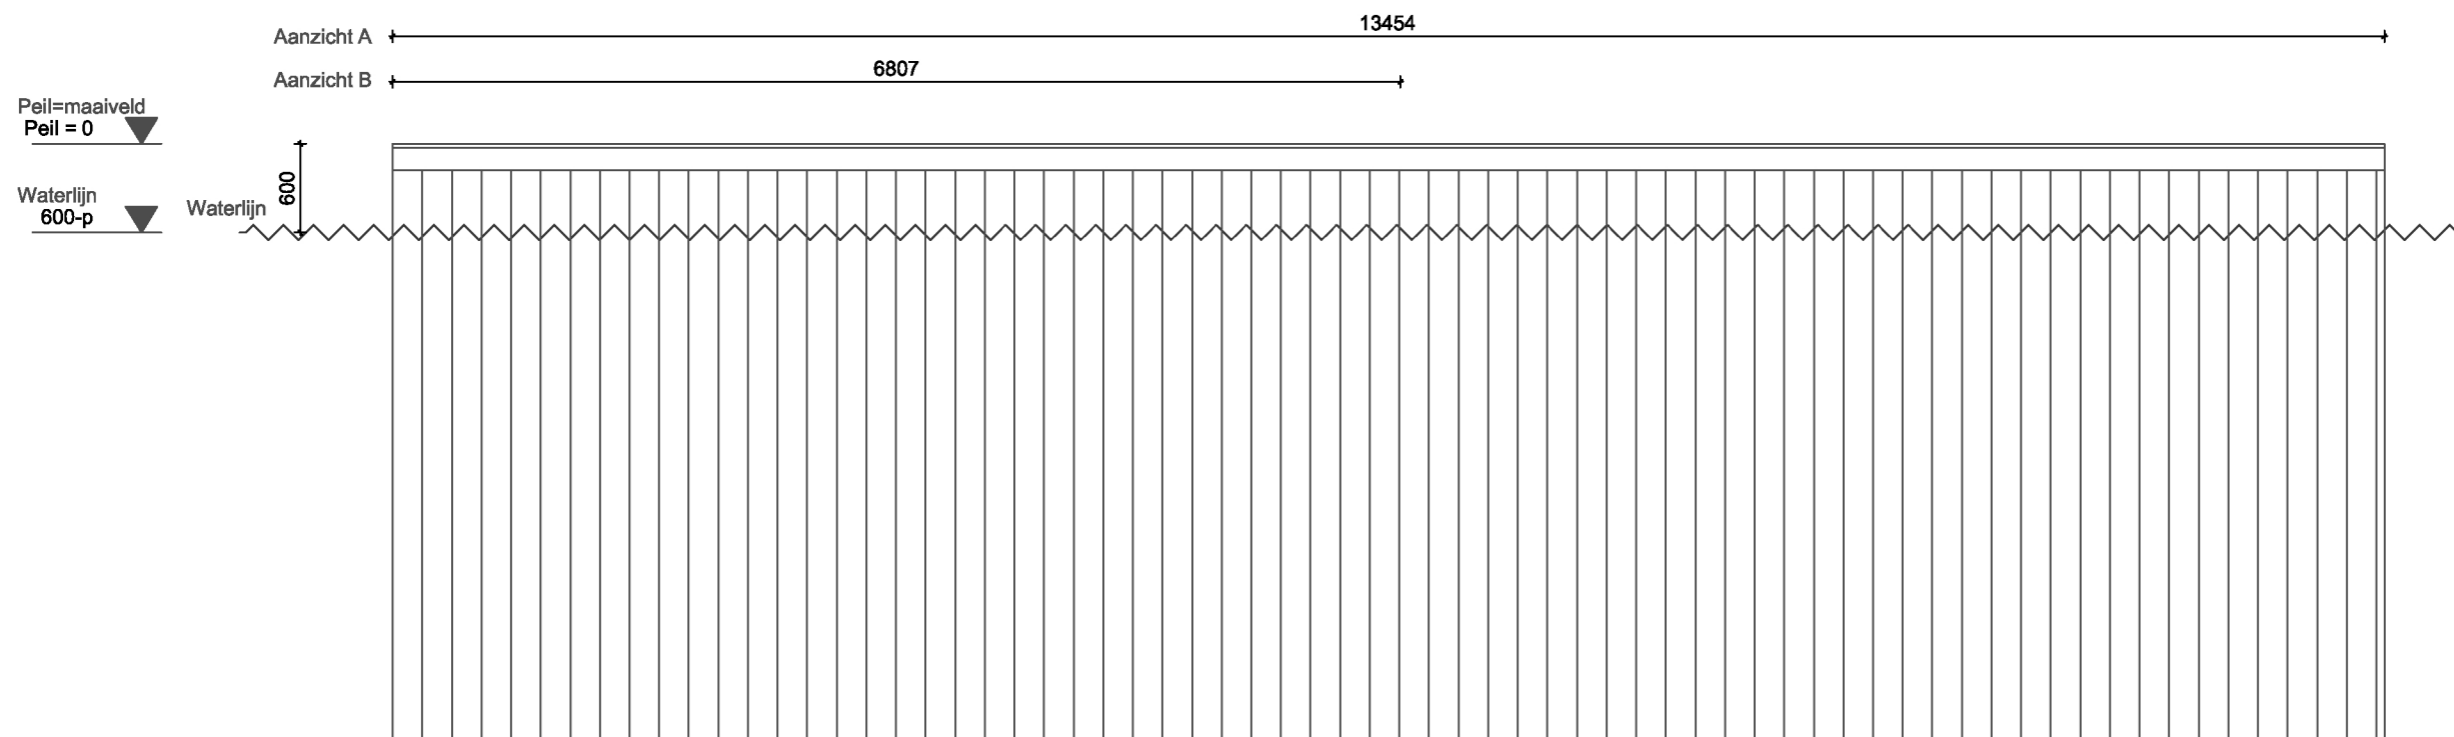 13454
Aanzicht A
6807
Aanzicht B
Peil=maaiveld
Peil = 0
600
Waterlijn
600-p
Waterlijn